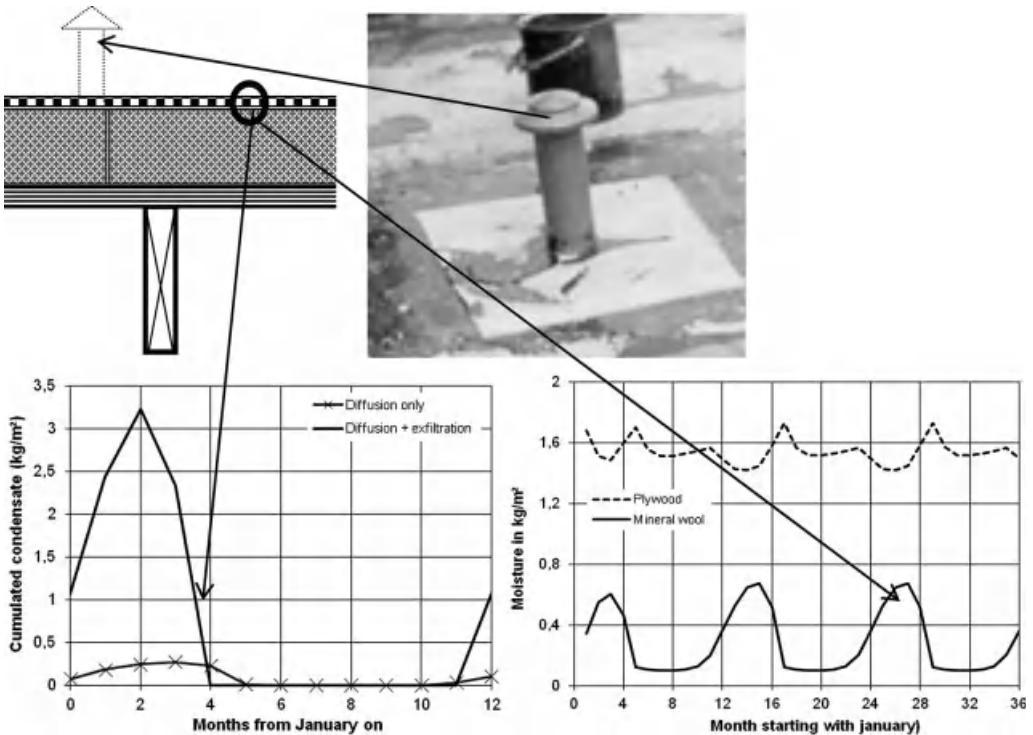 3,5
3
2,5
2
1,5
1
0,5
0
Cumulated condensate (kg/m²)
Diffusion only
Diffusion + exfiltration
0 2 4 6 8 10 12
Months from January on
2
1,6
1,2
0,8
0,4
0
Moisture in kg/m²
Plywood
Mineral wool
0 4 8 12 16 20 24 28 32 36
Month starting with january)